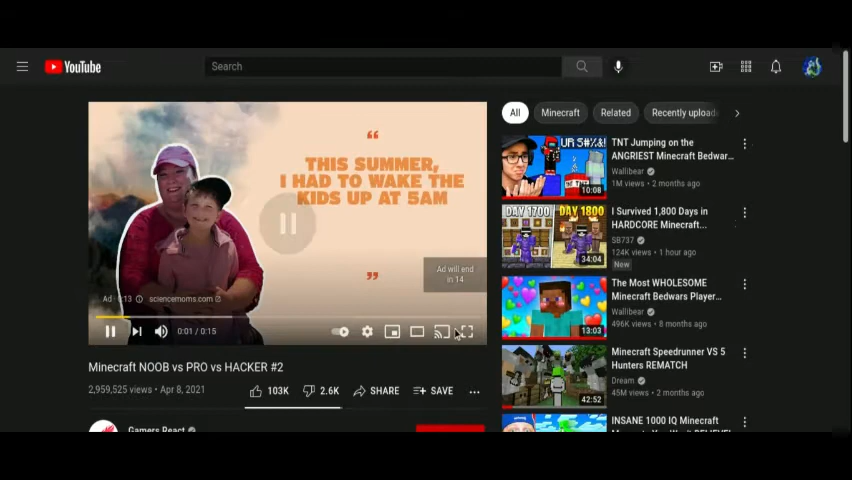 YouTube
Search
“
THIS SUMMER,
I HAD TO WAKE THE
KIDS UP AT 5AM
”
Ad will end
in 14
Ad · 0:13 sciencemoms.com
0:01 / 0:15
Minecraft NOOB vs PRO vs HACKER #2
2,959,525 views • Apr 8, 2021
103K
2.6K
SHARE
SAVE
Gamers React
All
Minecraft
Related
Recently upload
UR S#%&!
10:08
TNT Jumping on the
ANGRIEST Minecraft Bedwar...
Wallibear
1M views • 2 months ago
DAY 1700
DAY 1800
34:04
I Survived 1,800 Days in
HARDCORE Minecraft...
SB737
124K views • 1 hour ago
New
13:03
The Most WHOLESOME
Minecraft Bedwars Player...
Wallibear
496K views • 8 months ago
42:52
Minecraft Speedrunner VS 5
Hunters REMATCH
Dream
45M views • 2 months ago
INSANE 1000 IQ Minecraft